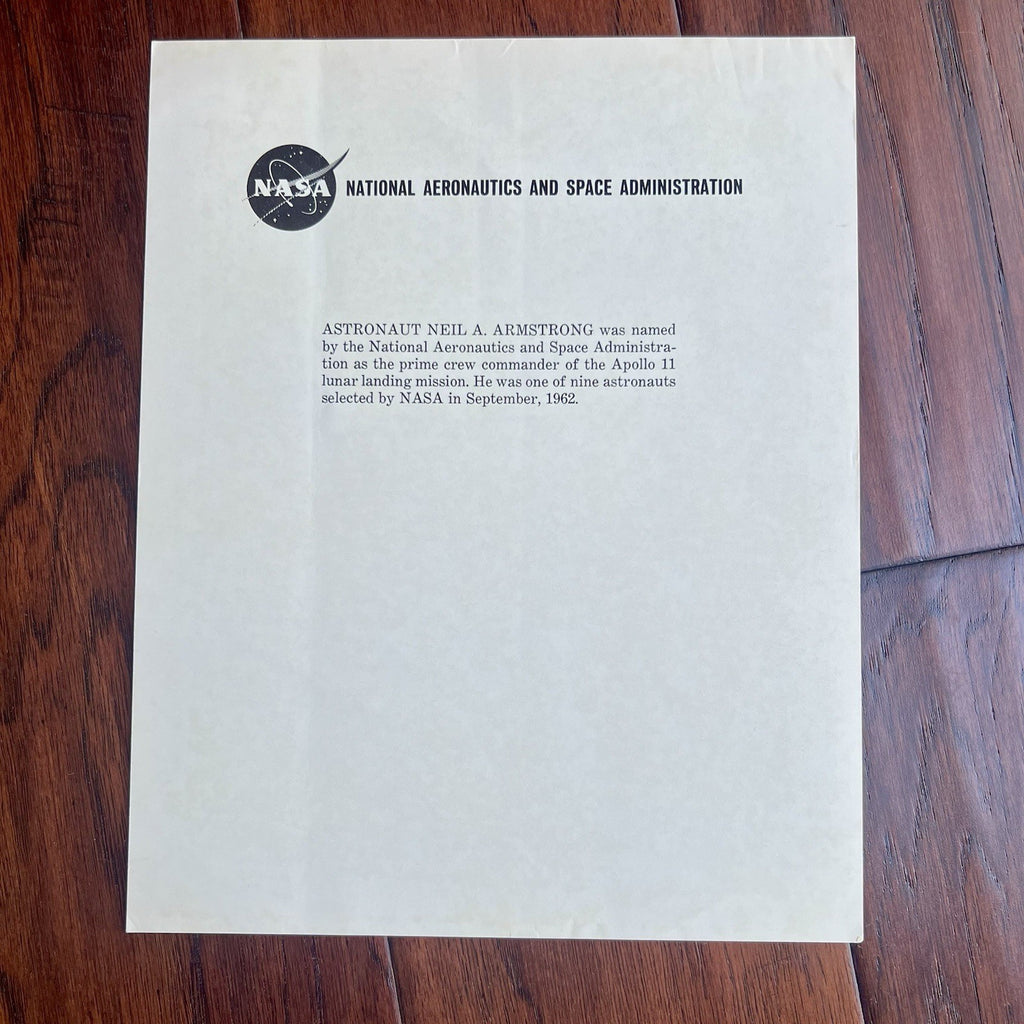 NASA NATIONAL AERONAUTICS AND SPACE ADMINISTRATION
ASTRONAUT NEIL A. ARMSTRONG was named
by the National Aeronautics and Space Administra-
tion as the prime crew commander of the Apollo 11
lunar landing mission. He was one of nine astronauts
selected by NASA in September, 1962.